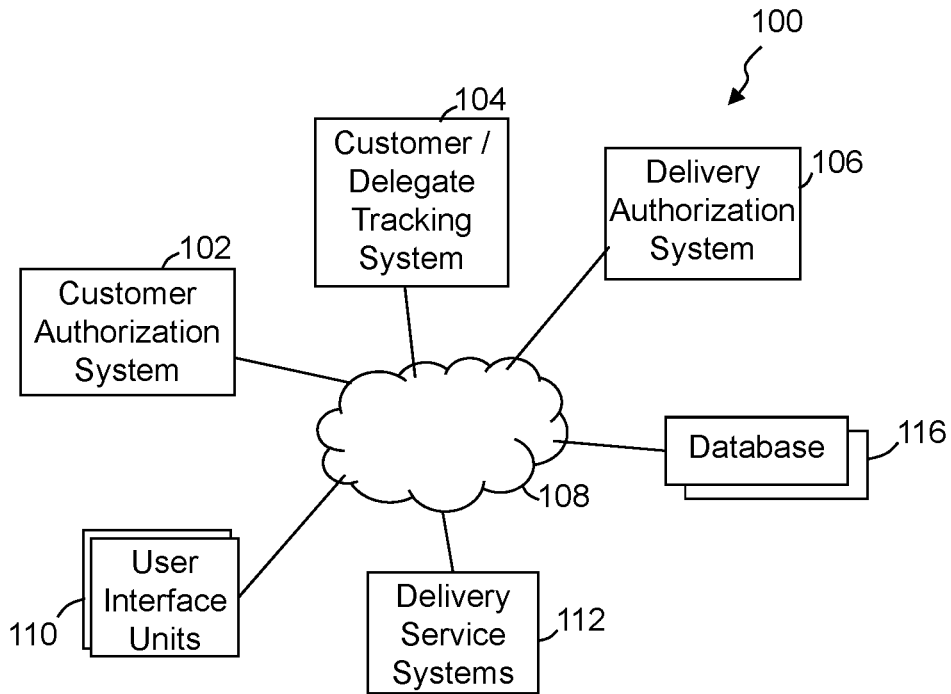 100
104
Customer /
Delegate
Tracking
System
Delivery
Authorization
System
106
102
Customer
Authorization
System
Database
116
108
User
Interface
Units
110
Delivery
Service
Systems
112